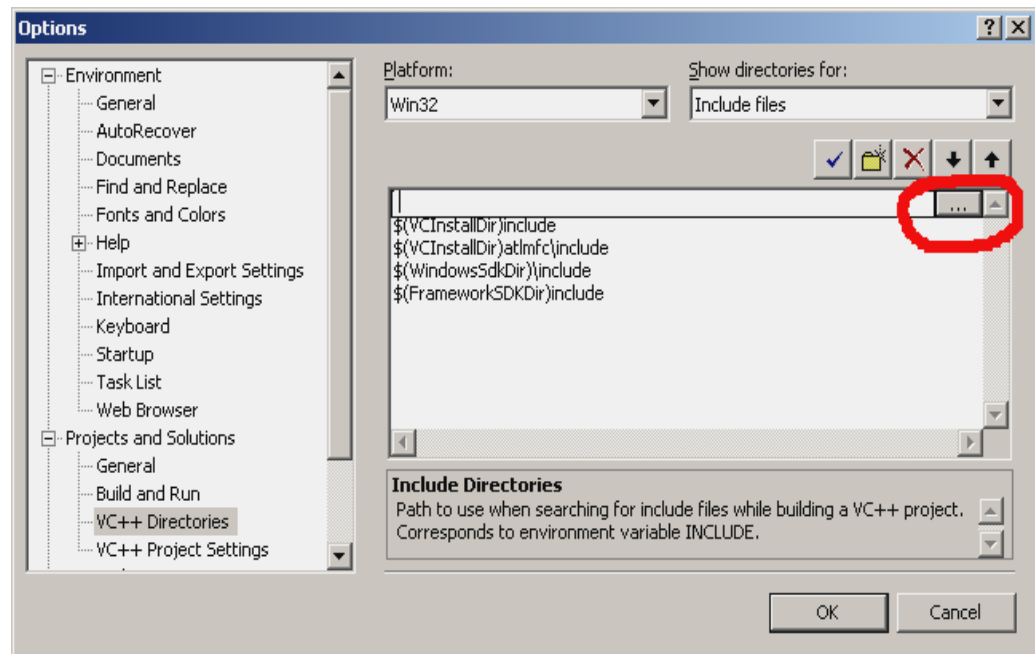 Options
Environment
General
AutoRecover
Documents
Find and Replace
Fonts and Colors
Help
Import and Export Settings
International Settings
Keyboard
Startup
Task List
Web Browser
Projects and Solutions
General
Build and Run
VC++ Directories
VC++ Project Settings
Platform:
Show directories for:
Win32
Include files
...
$(VCInstallDir)include
$(VCInstallDir)atlmfc\include
$(WindowsSdkDir)\include
$(FrameworkSDKDir)include
Include Directories
Path to use when searching for include files while building a VC++ project.
Corresponds to environment variable INCLUDE.
OK
Cancel